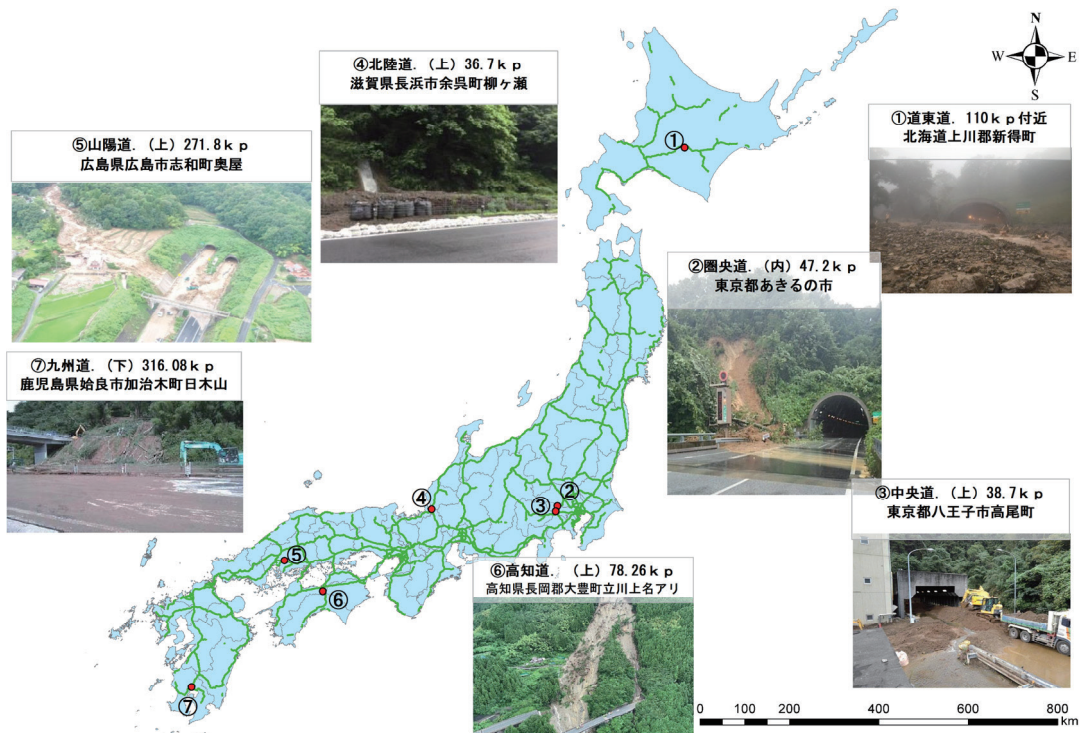 ④北陸道．（上）36.7ｋｐ
滋賀県長浜市余呉町柳ヶ瀬
N
W
E
S
①道東道．110ｋｐ付近
北海道上川郡新得町
⑤山陽道．（上）271.8ｋｐ
広島県広島市志和町奥屋
①
②圏央道．（内）47.2ｋｐ
東京都あきるの市
⑦九州道．（下）316.08ｋｐ
鹿児島県姶良市加治木町日木山
④
②
③
③中央道．（上）38.7ｋｐ
東京都八王子市高尾町
⑤
⑥
⑥高知道．（上）78.26ｋｐ
高知県長岡郡大豊町立川上名アリ
⑦
0 100 200 400 600 800
km